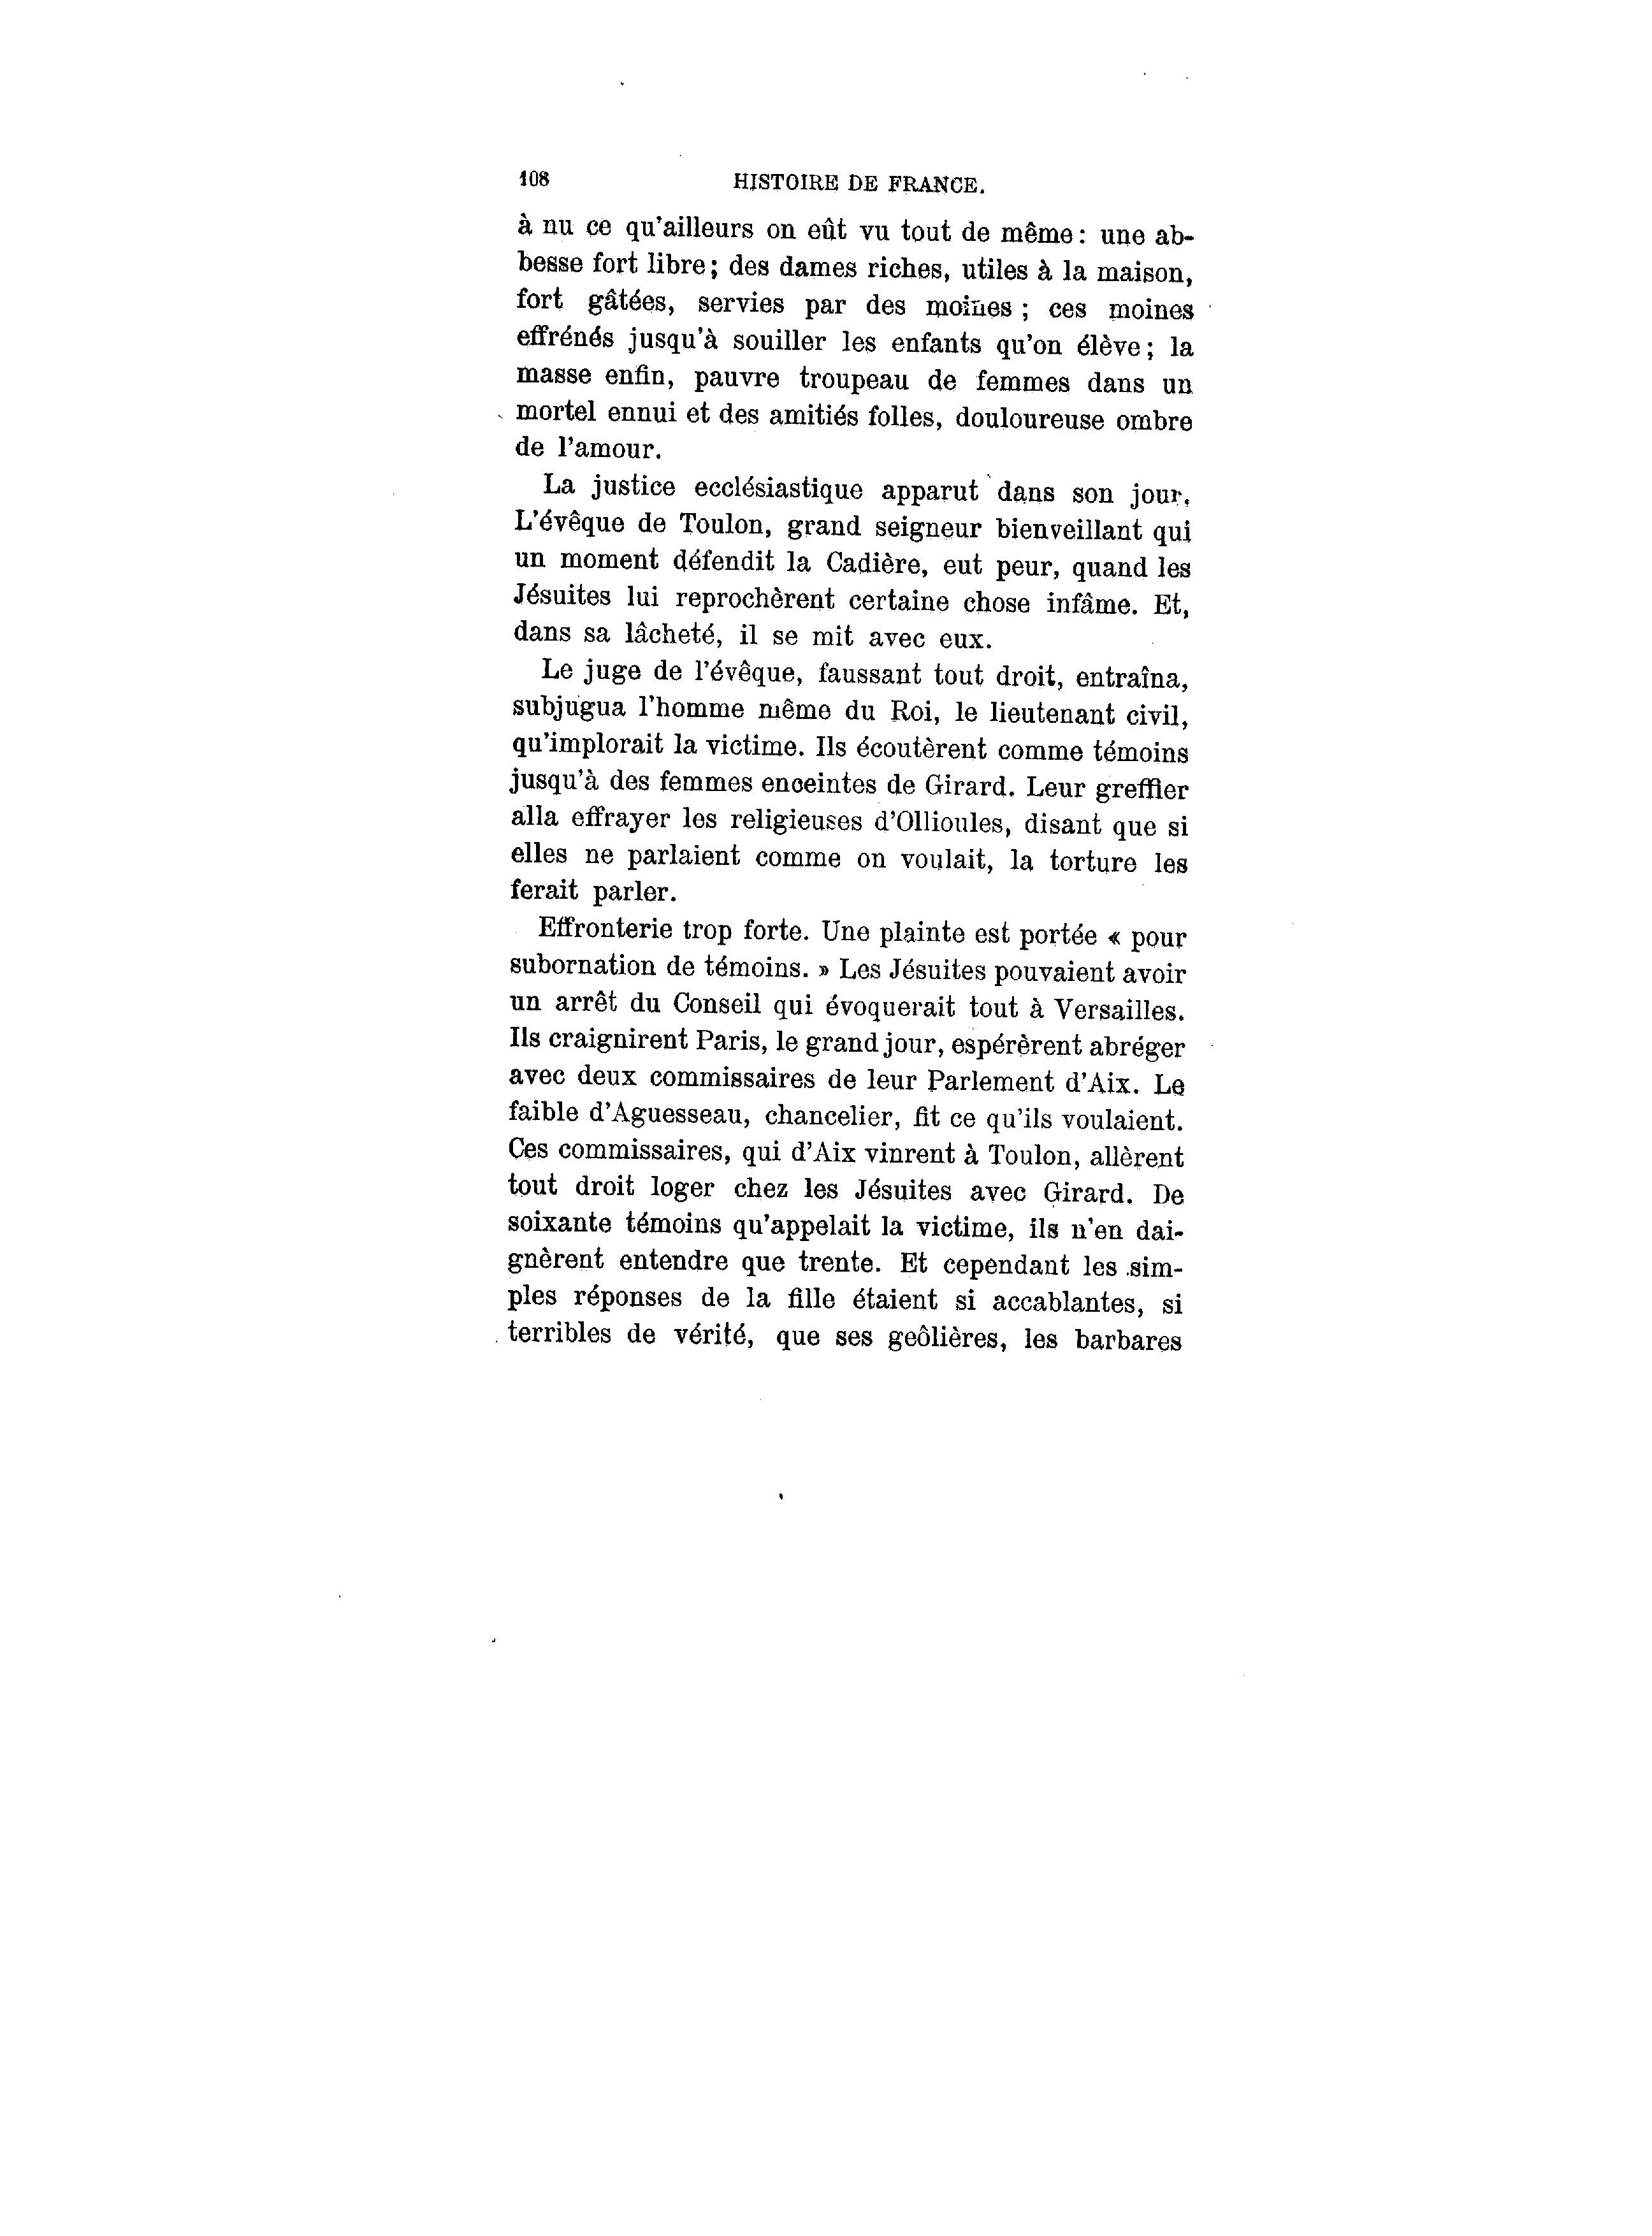 108 HISTOIRE DE FRANCE.
à nu ce qu'ailleurs on eût vu tout de même : une ab-
besse fort libre; des dames riches, utiles à la maison,
fort gâtées, servies par des moines ; ces moines
effrénés jusqu'à souiller les enfants qu'on élève; la
masse enfin, pauvre troupeau de femmes dans un
mortel ennui et des amitiés folles, douloureuse ombre
de l'amour.
La justice ecclésiastique apparut dans son jour.
L'évêque de Toulon, grand seigneur bienveillant qui
un moment défendit la Cadière, eut peur, quand les
Jésuites lui reprochèrent certaine chose infâme. Et,
dans sa lâcheté, il se mit avec eux.
Le juge de l'évêque, faussant tout droit, entraîna,
subjugua l'homme même du Roi, le lieutenant civil,
qu'implorait la victime. Ils écoutèrent comme témoins
jusqu'à des femmes enceintes de Girard. Leur greffier
alla effrayer les religieuses d'Ollioules, disant que si
elles ne parlaient comme on voulait, la torture les
ferait parler.
Effronterie trop forte. Une plainte est portée « pour
subornation de témoins. » Les Jésuites pouvaient avoir
un arrêt du Conseil qui évoquerait tout à Versailles.
Ils craignirent Paris, le grand jour, espérèrent abréger
avec deux commissaires de leur Parlement d'Aix. Le
faible d'Aguesseau, chancelier, fit ce qu'ils voulaient.
Ces commissaires, qui d'Aix vinrent à Toulon, allèrent
tout droit loger chez les Jésuites avec Girard. De
soixante témoins qu'appelait la victime, ils n'en dai-
gnèrent entendre que trente. Et cependant les sim-
ples réponses de la fille étaient si accablantes, si
terribles de vérité, que ses geôlières, les barbares